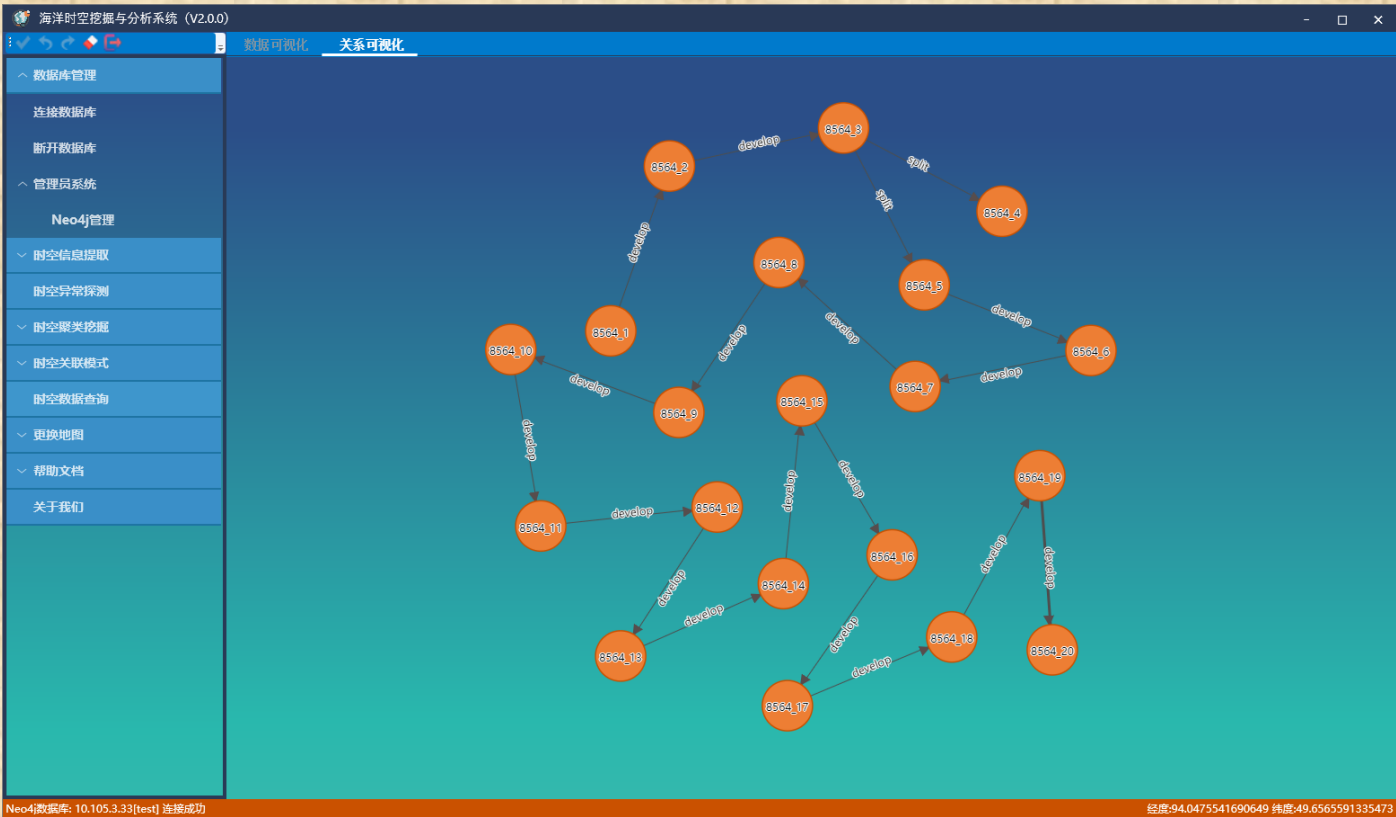 海洋时空挖掘与分析系统（V2.0.0）
数据可视化
关系可视化
数据库管理
连接数据库
断开数据库
管理员系统
Neo4j管理
时空信息提取
时空异常探测
时空聚类挖掘
时空关联模式
时空数据查询
更换地图
帮助文档
关于我们
8564_3
develop
split
8564_2
split
8564_4
develop
8564_8
8564_5
develop
8564_1
develop
develop
8564_10
8564_6
develop
develop
8564_7
8564_15
8564_9
develop
develop
8564_19
develop
8564_12
develop
8564_11
develop
8564_16
develop
develop
8564_14
develop
develop
develop
8564_18
8564_20
8564_13
develop
8564_17
Neo4j数据库: 10.105.3.33[test] 连接成功
经度:94.0475541690649 纬度:49.6565591335473